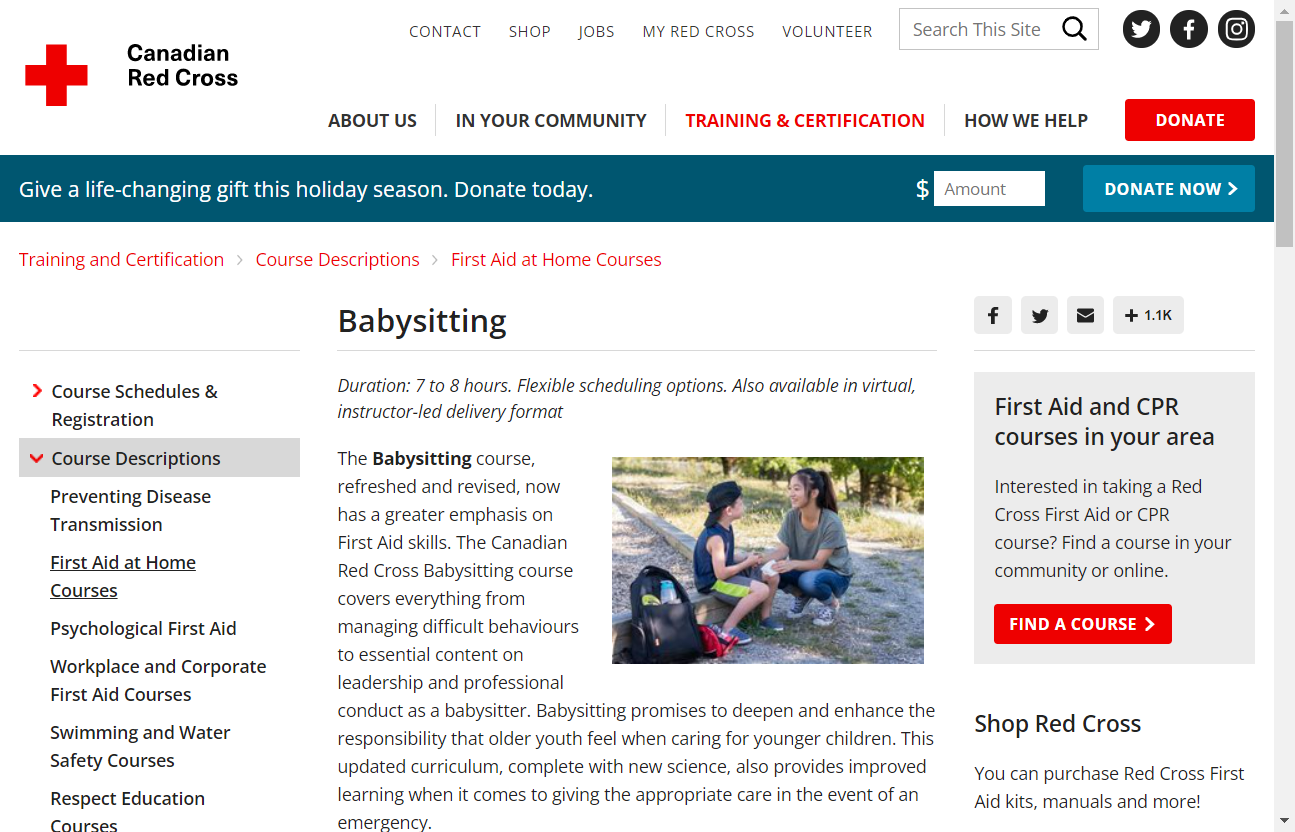 CONTACT SHOP JOBS MY RED CROSS VOLUNTEER Search This Site
Canadian
Red Cross
ABOUT US IN YOUR COMMUNITY TRAINING & CERTIFICATION HOW WE HELP DONATE
Give a life-changing gift this holiday season. Donate today. $ Amount DONATE NOW
Training and Certification Course Descriptions First Aid at Home Courses
Course Schedules &
Registration
Course Descriptions
Preventing Disease
Transmission
First Aid at Home
Courses
Psychological First Aid
Workplace and Corporate
First Aid Courses
Swimming and Water
Safety Courses
Respect Education
Courses
Babysitting
Duration: 7 to 8 hours. Flexible scheduling options. Also available in virtual,
instructor-led delivery format
The Babysitting course,
refreshed and revised, now
has a greater emphasis on
First Aid skills. The Canadian
Red Cross Babysitting course
covers everything from
managing difficult behaviours
to essential content on
leadership and professional
conduct as a babysitter. Babysitting promises to deepen and enhance the
responsibility that older youth feel when caring for younger children. This
updated curriculum, complete with new science, also provides improved
learning when it comes to giving the appropriate care in the event of an
emergency.
1.1K
First Aid and CPR
courses in your area
Interested in taking a Red
Cross First Aid or CPR
course? Find a course in your
community or online.
FIND A COURSE
Shop Red Cross
You can purchase Red Cross First
Aid kits, manuals and more!